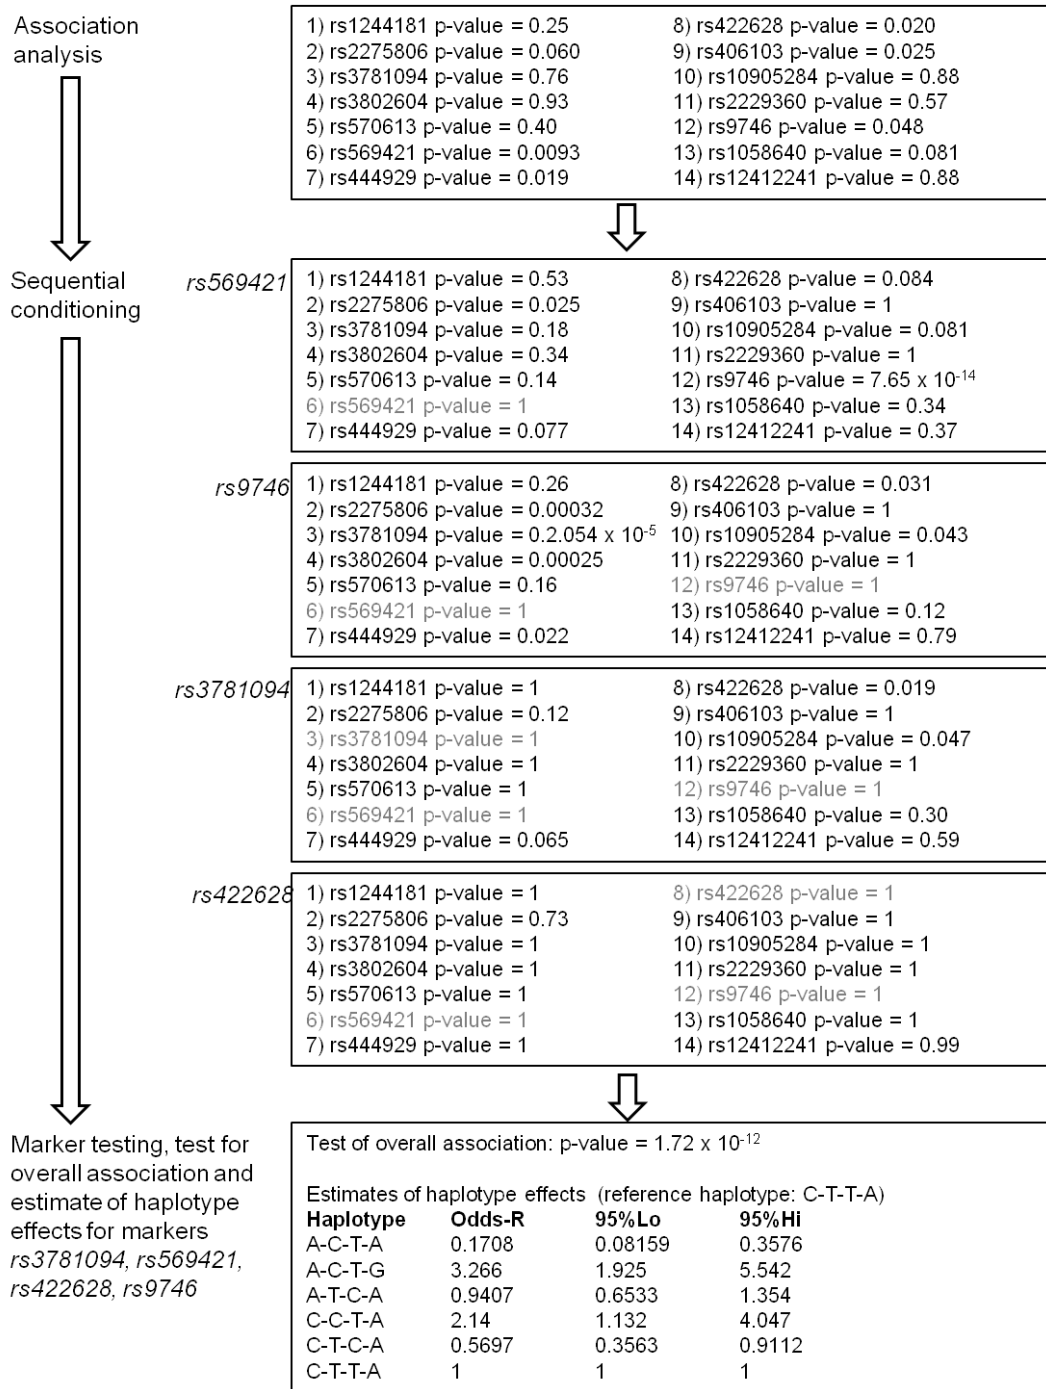 Association
analysis
1) rs1244181 p-value = 0.25
2) rs2275806 p-value = 0.060
3) rs3781094 p-value = 0.76
4) rs3802604 p-value = 0.93
5) rs570613 p-value = 0.40
6) rs569421 p-value = 0.0093
7) rs444929 p-value = 0.019
8) rs422628 p-value = 0.020
9) rs406103 p-value = 0.025
10) rs10905284 p-value = 0.88
11) rs2229360 p-value = 0.57
12) rs9746 p-value = 0.048
13) rs1058640 p-value = 0.081
14) rs12412241 p-value = 0.88
Sequential
conditioning
rs569421
1) rs1244181 p-value = 0.53
2) rs2275806 p-value = 0.025
3) rs3781094 p-value = 0.18
4) rs3802604 p-value = 0.34
5) rs570613 p-value = 0.14
6) rs569421 p-value = 1
7) rs444929 p-value = 0.077
8) rs422628 p-value = 0.084
9) rs406103 p-value = 1
10) rs10905284 p-value = 0.081
11) rs2229360 p-value = 1
12) rs9746 p-value = 7.65 x 10⁻¹⁴
13) rs1058640 p-value = 0.34
14) rs12412241 p-value = 0.37
rs9746
1) rs1244181 p-value = 0.26
2) rs2275806 p-value = 0.00032
3) rs3781094 p-value = 0.2.054 x 10⁻⁵
4) rs3802604 p-value = 0.00025
5) rs570613 p-value = 0.16
6) rs569421 p-value = 1
7) rs444929 p-value = 0.022
8) rs422628 p-value = 0.031
9) rs406103 p-value = 1
10) rs10905284 p-value = 0.043
11) rs2229360 p-value = 1
12) rs9746 p-value = 1
13) rs1058640 p-value = 0.12
14) rs12412241 p-value = 0.79
rs3781094
1) rs1244181 p-value = 1
2) rs2275806 p-value = 0.12
3) rs3781094 p-value = 1
4) rs3802604 p-value = 1
5) rs570613 p-value = 1
6) rs569421 p-value = 1
7) rs444929 p-value = 0.065
8) rs422628 p-value = 0.019
9) rs406103 p-value = 1
10) rs10905284 p-value = 0.047
11) rs2229360 p-value = 1
12) rs9746 p-value = 1
13) rs1058640 p-value = 0.30
14) rs12412241 p-value = 0.59
rs422628
1) rs1244181 p-value = 1
2) rs2275806 p-value = 0.73
3) rs3781094 p-value = 1
4) rs3802604 p-value = 1
5) rs570613 p-value = 1
6) rs569421 p-value = 1
7) rs444929 p-value = 1
8) rs422628 p-value = 1
9) rs406103 p-value = 1
10) rs10905284 p-value = 1
11) rs2229360 p-value = 1
12) rs9746 p-value = 1
13) rs1058640 p-value = 1
14) rs12412241 p-value = 0.99
Marker testing, test for
overall association and
estimate of haplotype
effects for markers
rs3781094, rs569421,
rs422628, rs9746
Test of overall association: p-value = 1.72 x 10⁻¹²
Estimates of haplotype effects (reference haplotype: C-T-T-A)
Haplotype Odds-R 95%Lo 95%Hi
A-C-T-A 0.1708 0.08159 0.3576
A-C-T-G 3.266 1.925 5.542
A-T-C-A 0.9407 0.6533 1.354
C-C-T-A 2.14 1.132 4.047
C-T-C-A 0.5697 0.3563 0.9112
C-T-T-A 1 1 1